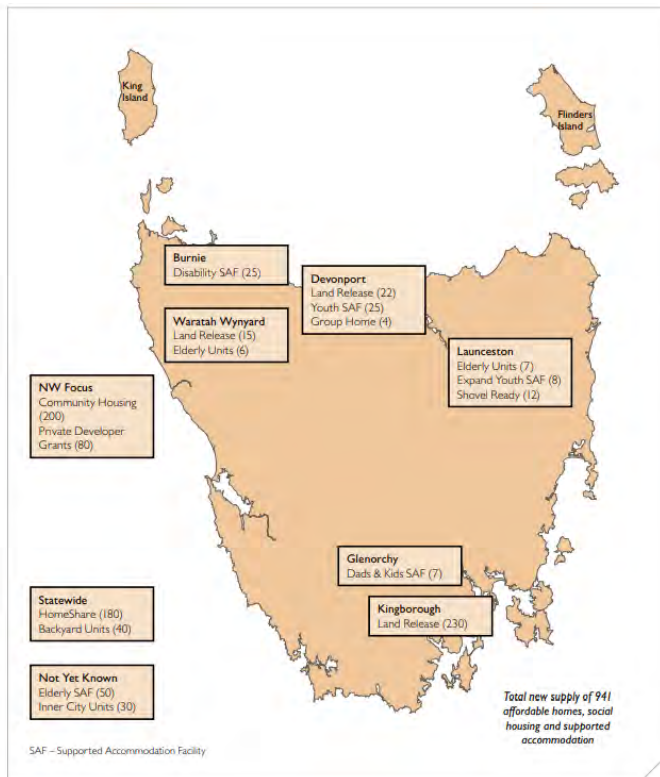 King
Island
Flinders
Island
Burnie
Disability SAF (25)
Devonport
Land Release (22)
Youth SAF (25)
Group Home (4)
Waratah Wynyard
Land Release (15)
Elderly Units (6)
Launceston
Elderly Units (7)
Expand Youth SAF (8)
Shovel Ready (12)
NW Focus
Community Housing
(200)
Private Developer
Grants (80)
Glenorchy
Dads & Kids SAF (7)
Kingborough
Land Release (230)
Statewide
HomeShare (180)
Backyard Units (40)
Not Yet Known
Elderly SAF (50)
Inner City Units (30)
Total new supply of 941
affordable homes, social
housing and supported
accommodation
SAF – Supported Accommodation Facility